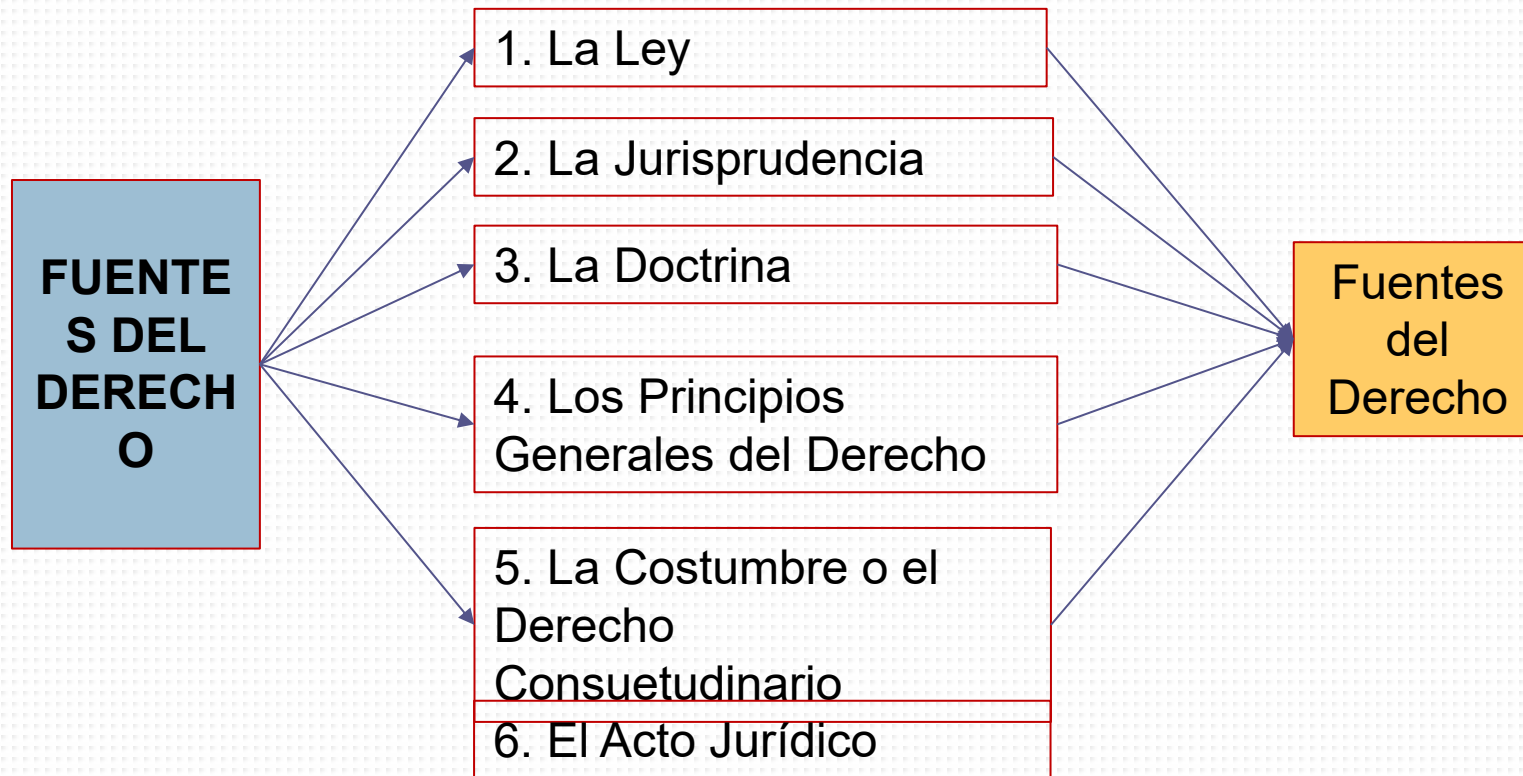 1. La Ley
2. La Jurisprudencia
3. La Doctrina
4. Los Principios
Generales del Derecho
5. La Costumbre o el
Derecho
Consuetudinario
6. El Acto Jurídico
FUENTE
S DEL
DERECH
O
Fuentes
del
Derecho